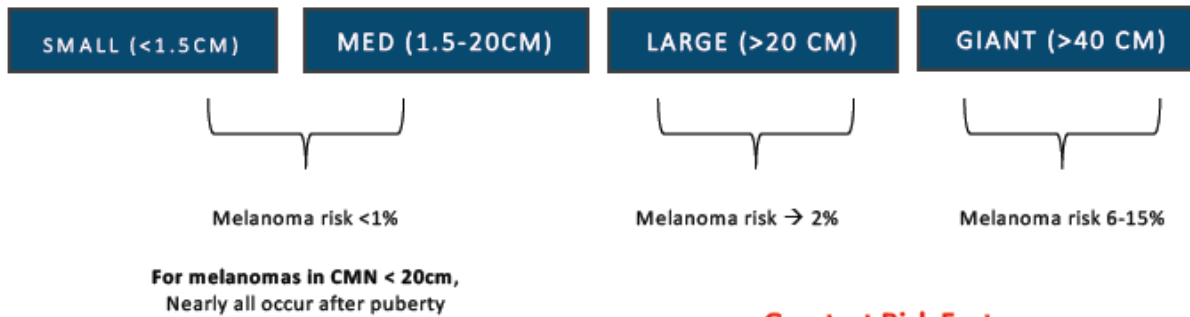 SMALL (<1.5CM)
MED (1.5-20CM)
LARGE (>20 CM)
GIANT (>40 CM)
Melanoma risk <1%
Melanoma risk → 2%
Melanoma risk 6-15%
For melanomas in CMN < 20cm,
Nearly all occur after puberty